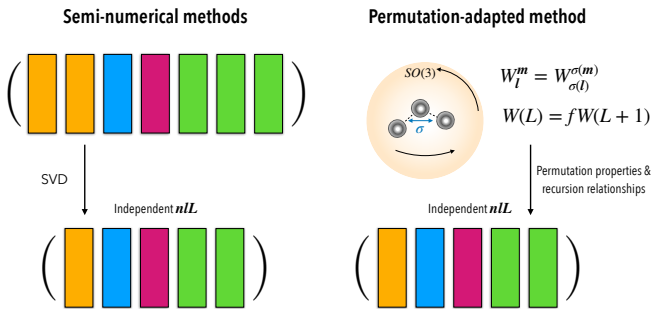 Semi-numerical methods
Permutation-adapted method
SO(3)
σ
W_l^m = W_{σ(l)}^{σ(m)}
W(L) = fW(L + 1)
SVD
Permutation properties &
recursion relationships
Independent nlL
Independent nlL